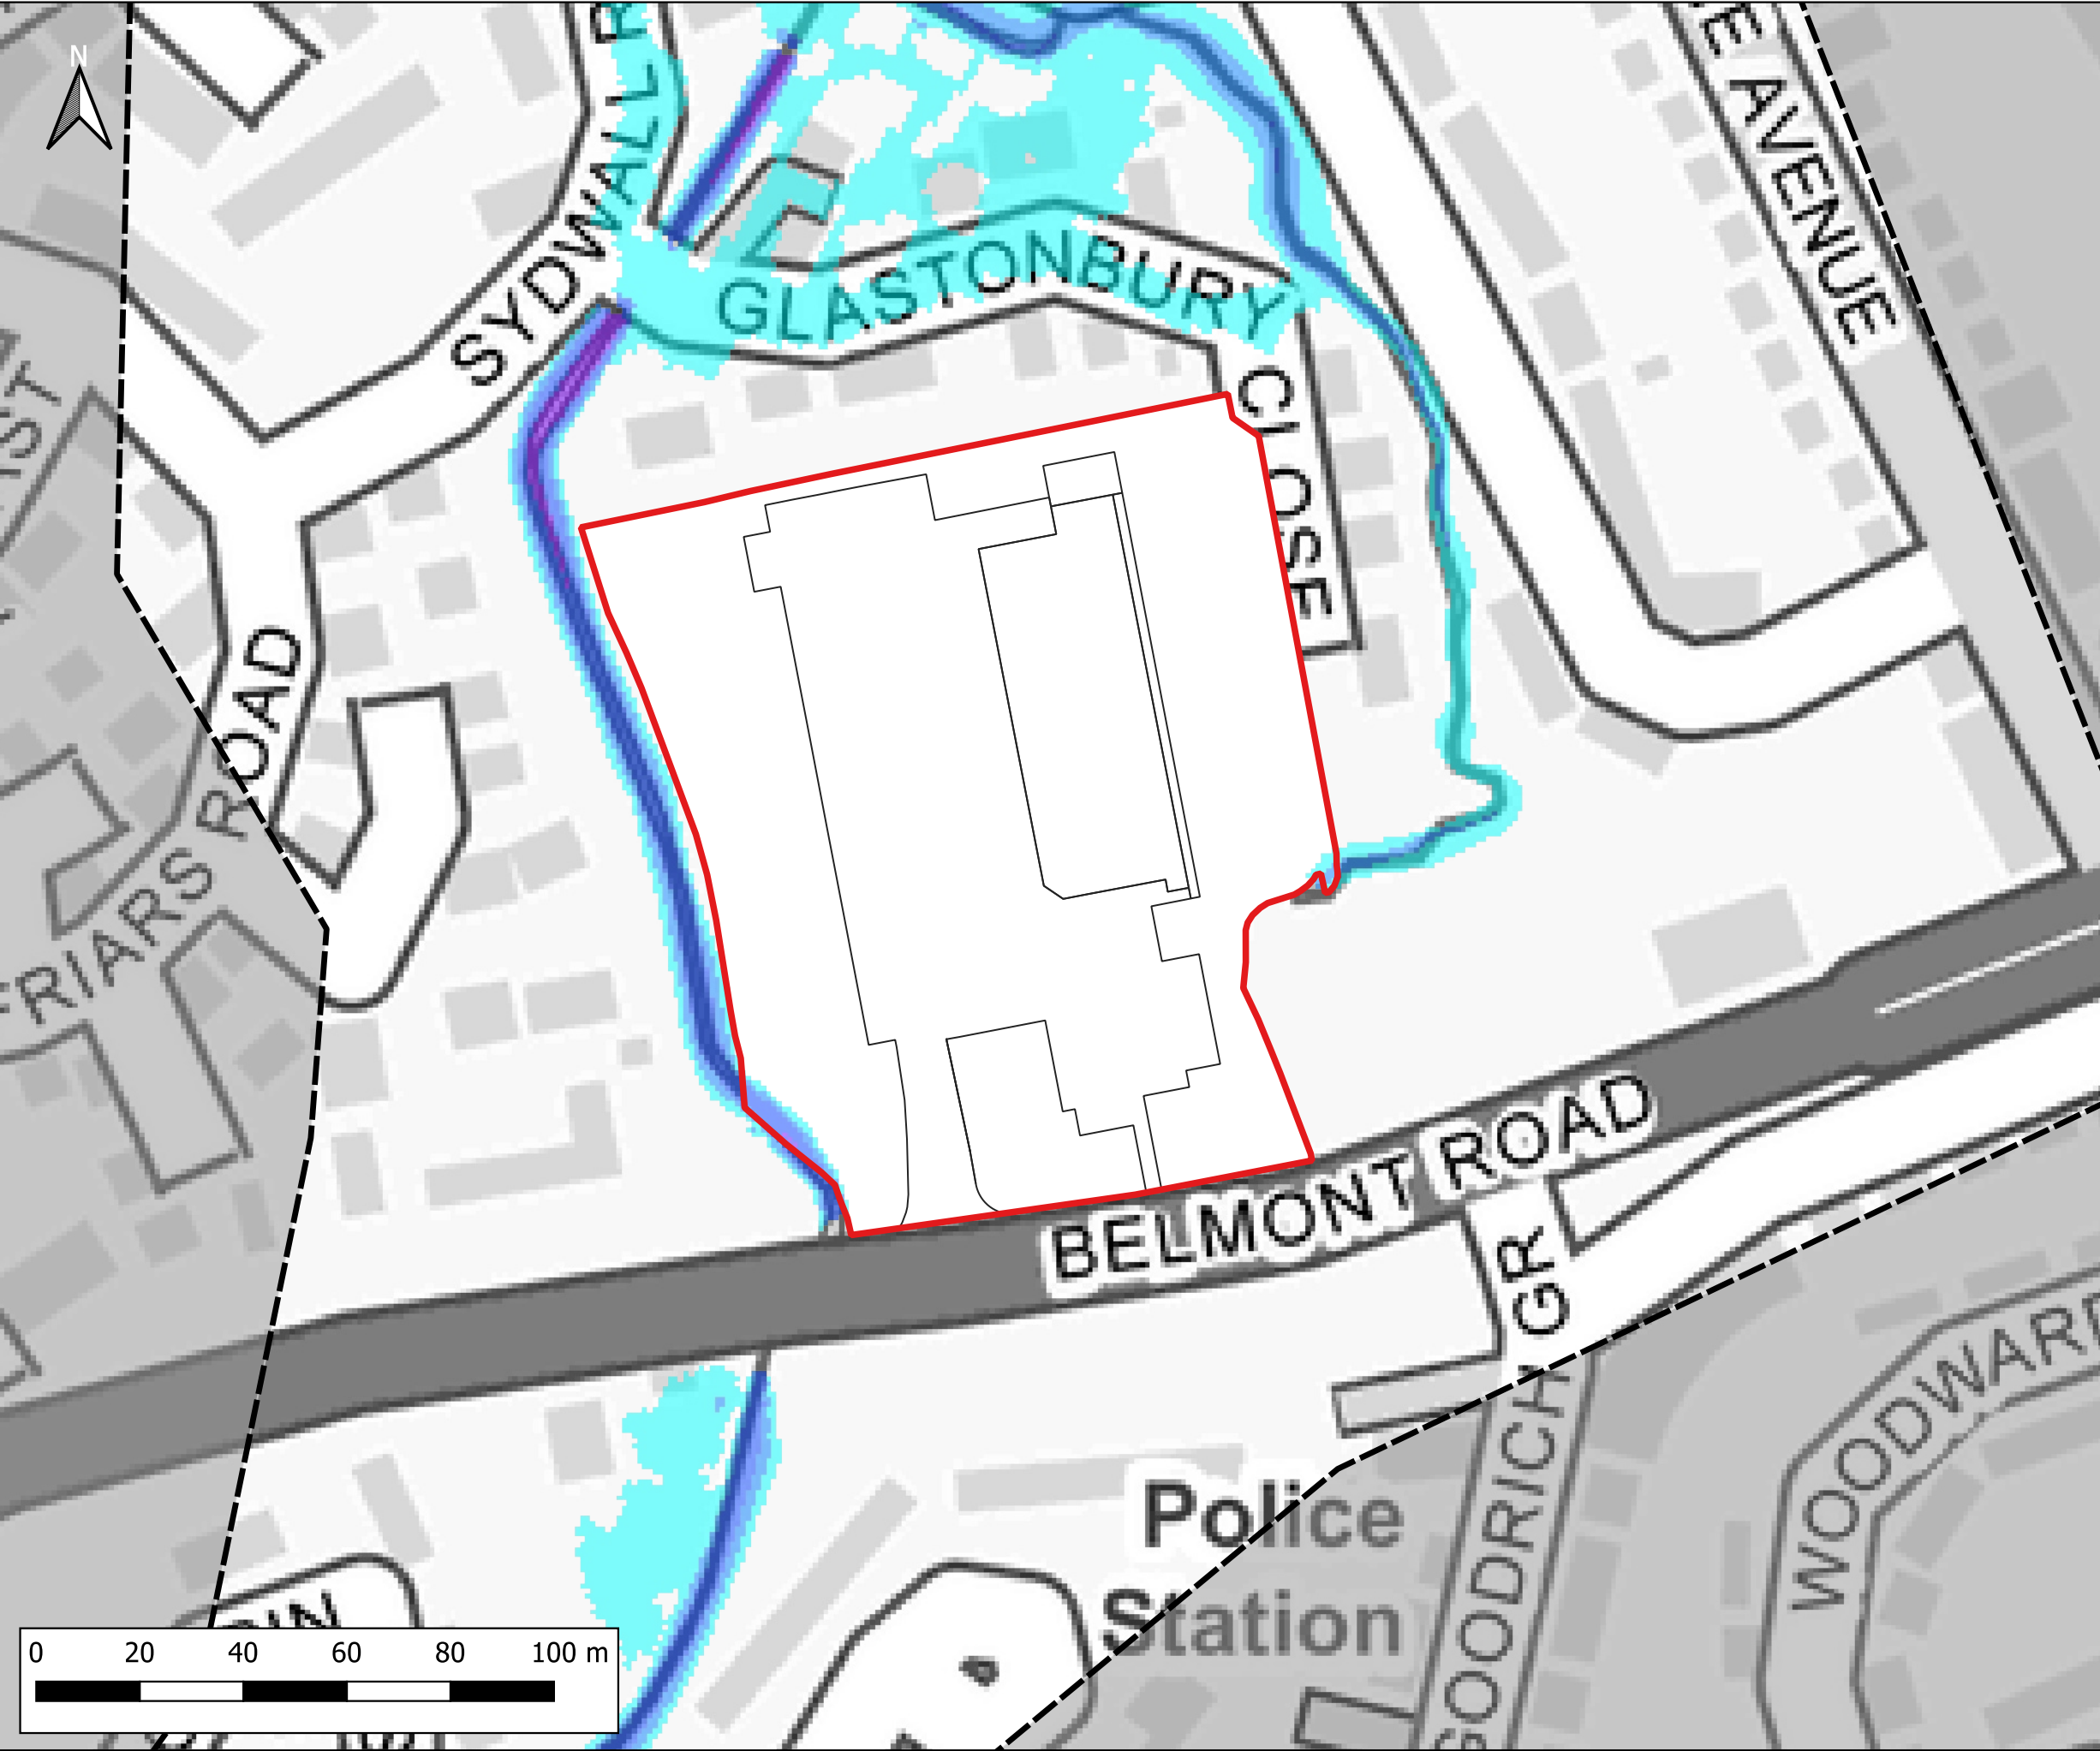 N
SYDWALL R
GLASTONBURY
CLOSE
E AVENUE
FRIARS ROAD
BELMONT ROAD
GR
GOODRICH
WOODWARD
Police
Station
0 20 40 60 80 100 m